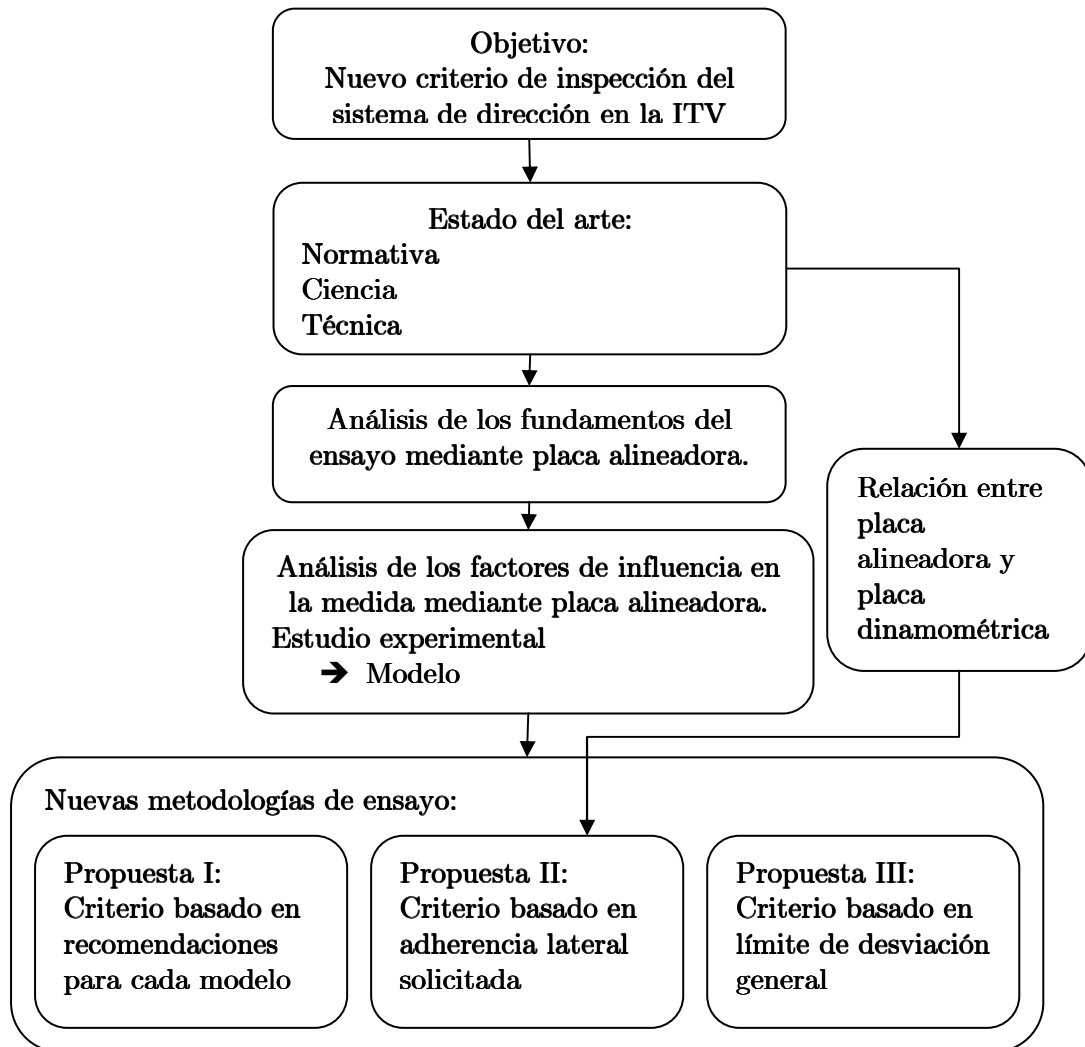 Objetivo:
Nuevo criterio de inspección del
sistema de dirección en la ITV
Estado del arte:
Normativa
Ciencia
Técnica
Análisis de los fundamentos del
ensayo mediante placa alineadora.
Relación entre
placa
alineadora y
placa
dinamométrica
Análisis de los factores de influencia en
la medida mediante placa alineadora.
Estudio experimental
➔ Modelo
Nuevas metodologías de ensayo:
Propuesta I:
Criterio basado en
recomendaciones
para cada modelo
Propuesta II:
Criterio basado en
adherencia lateral
solicitada
Propuesta III:
Criterio basado en
límite de desviación
general